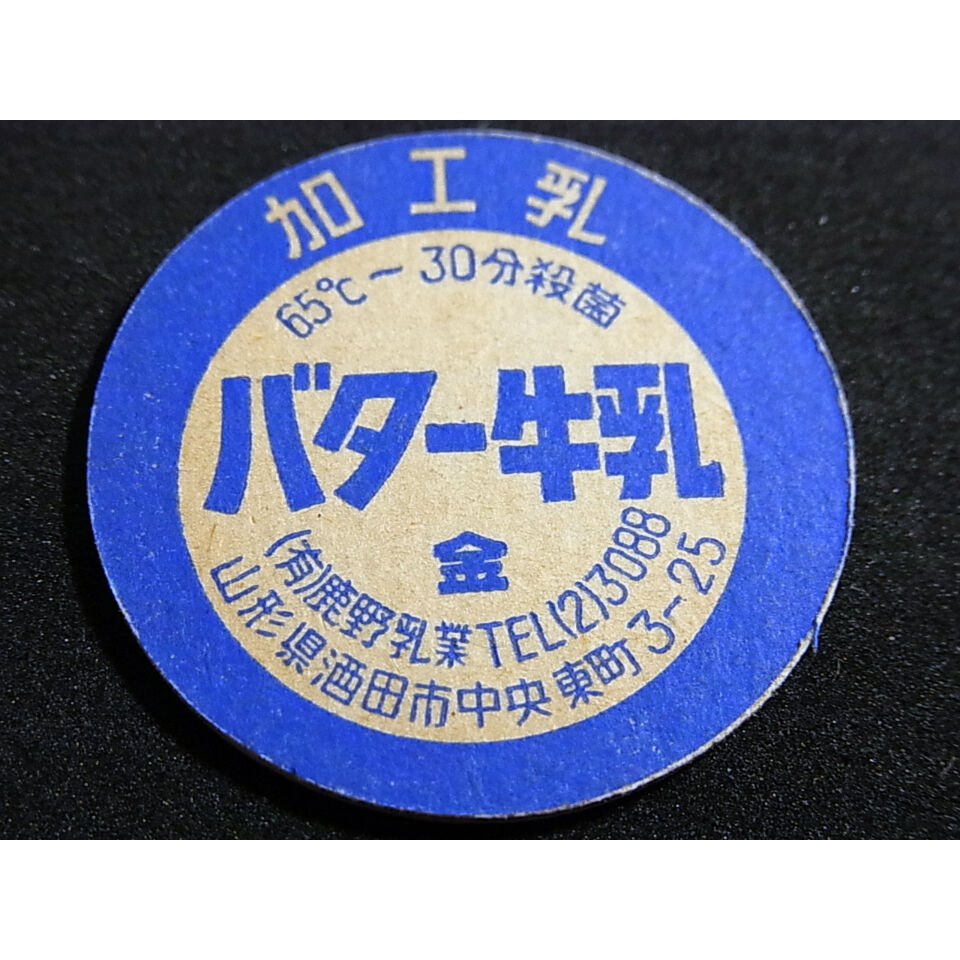 加工乳
65℃～30分殺菌
バター牛乳
金
(有)鹿野乳業 TEL(2)3088
山形県酒田市中央東町3-25